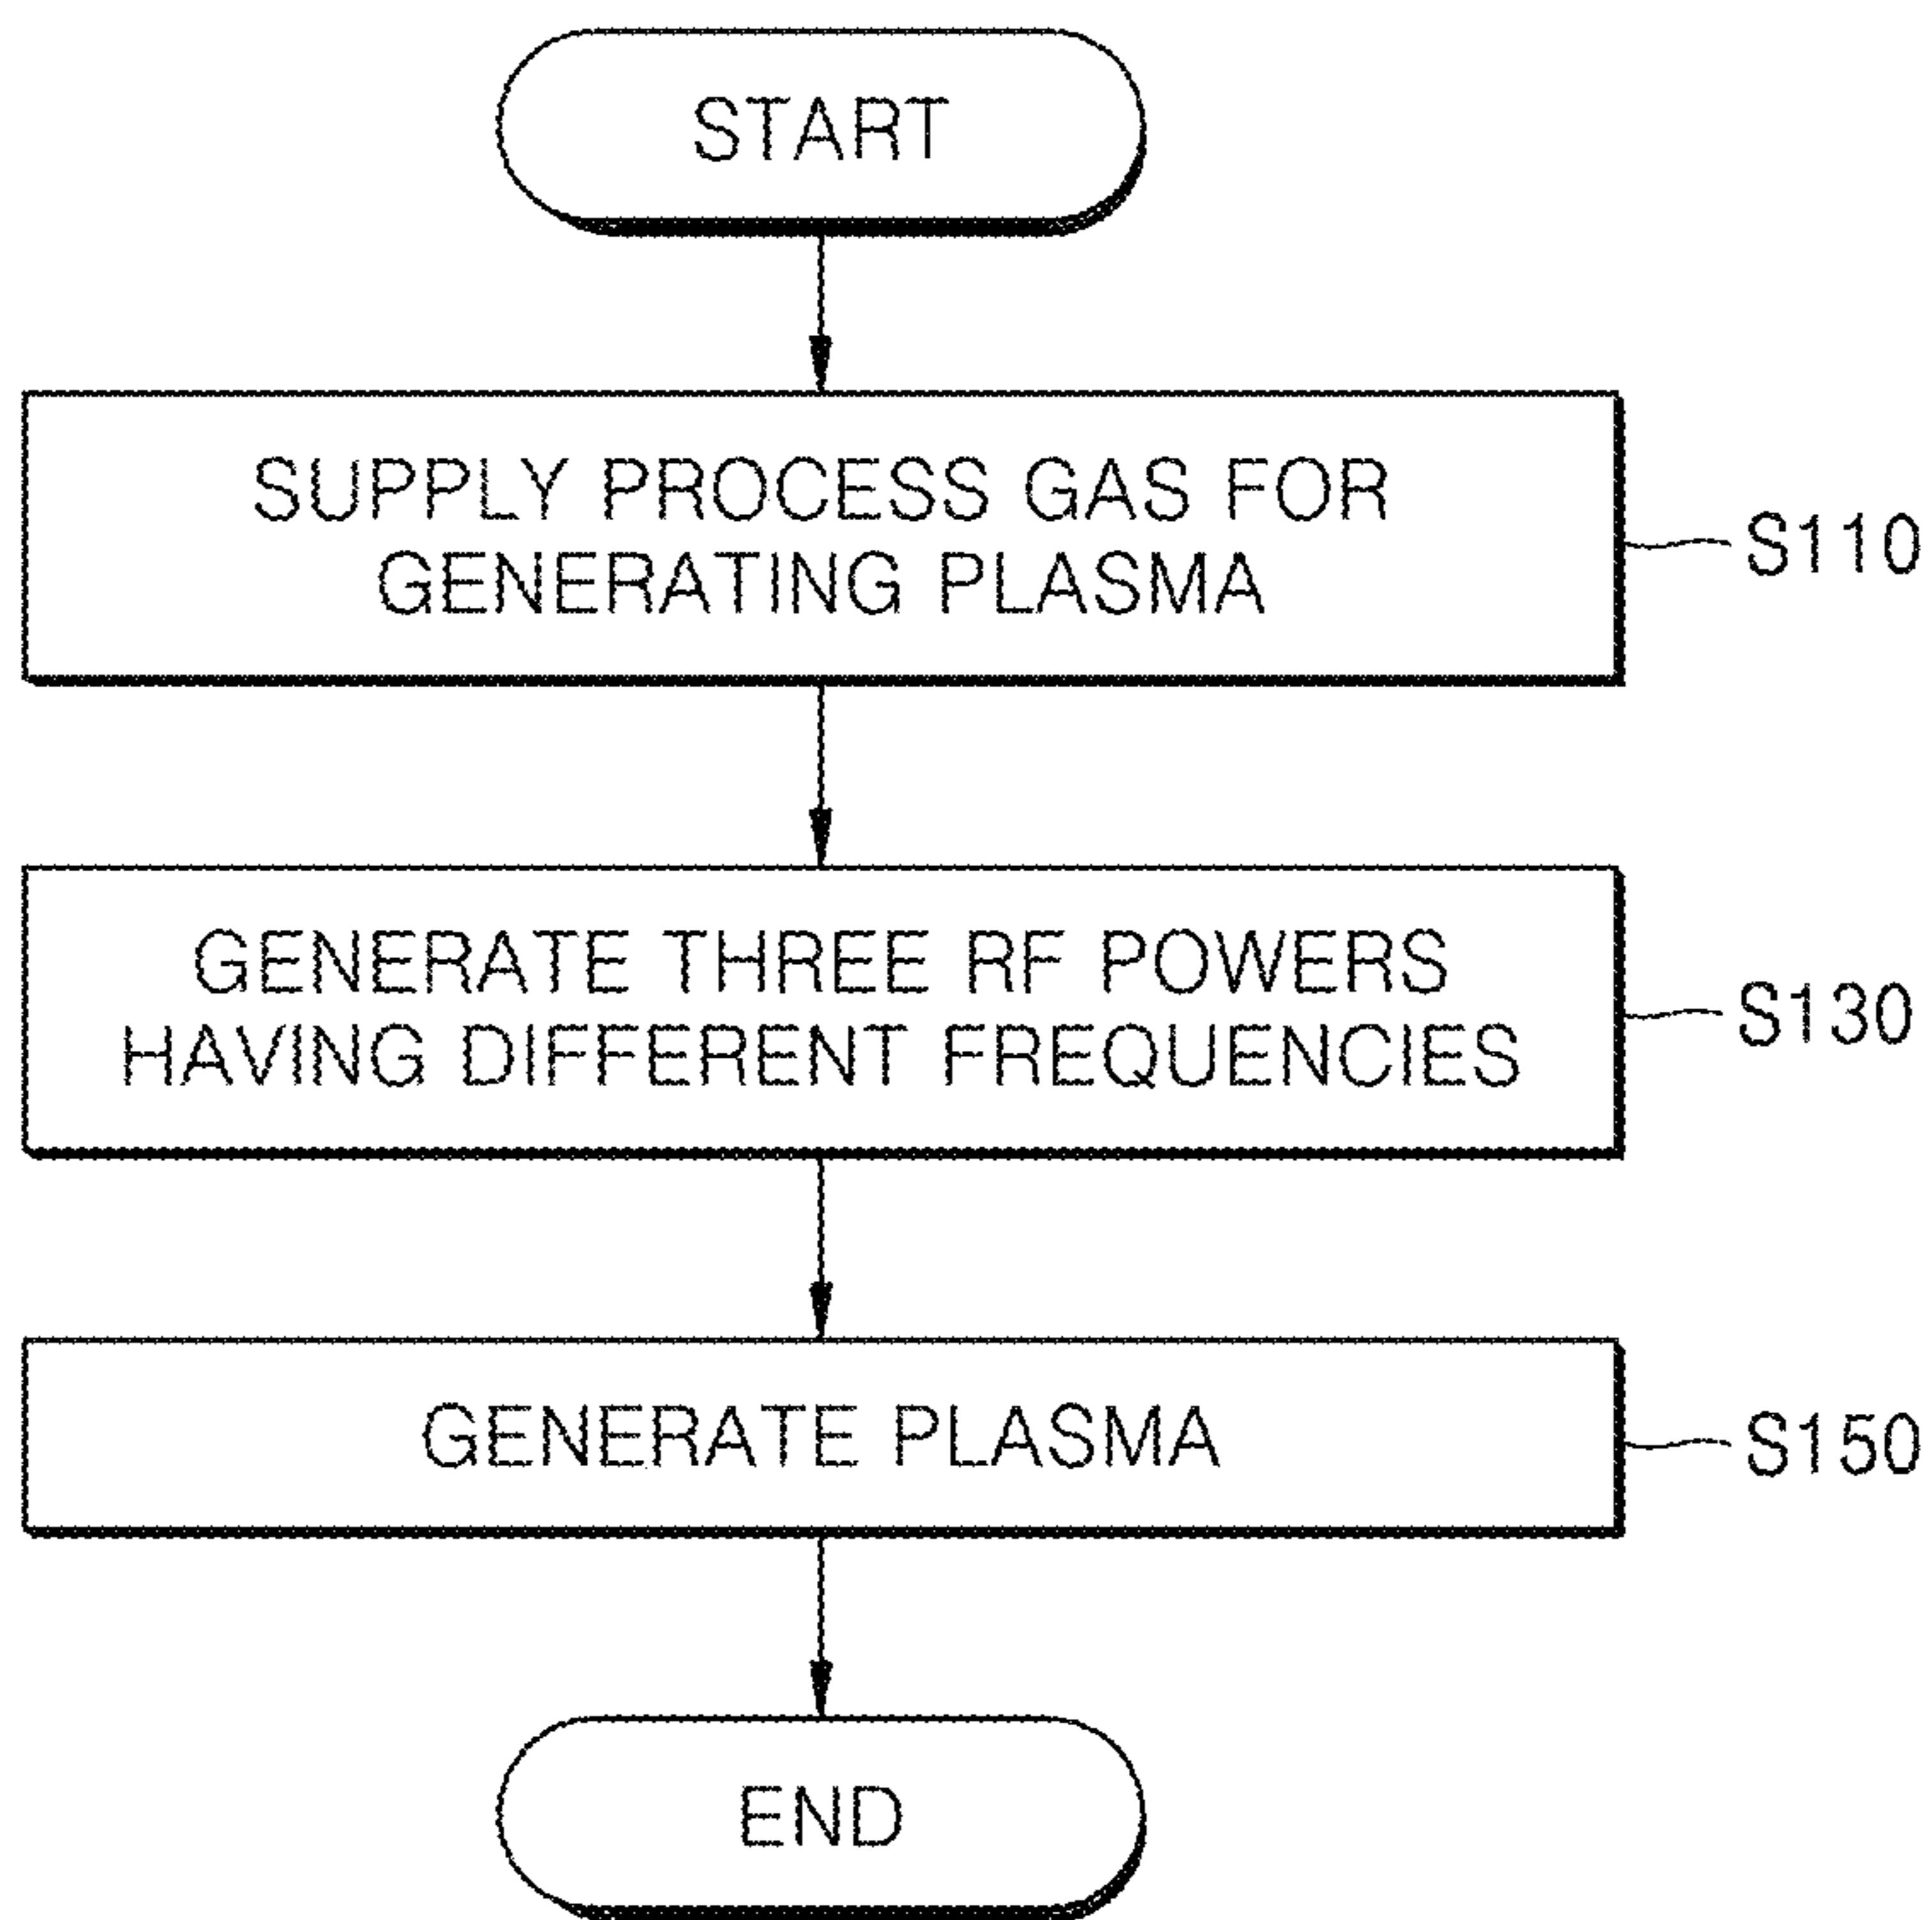 START
SUPPLY PROCESS GAS FOR
GENERATING PLASMA
S110
GENERATE THREE RF POWERS
HAVING DIFFERENT FREQUENCIES
S130
GENERATE PLASMA
S150
END